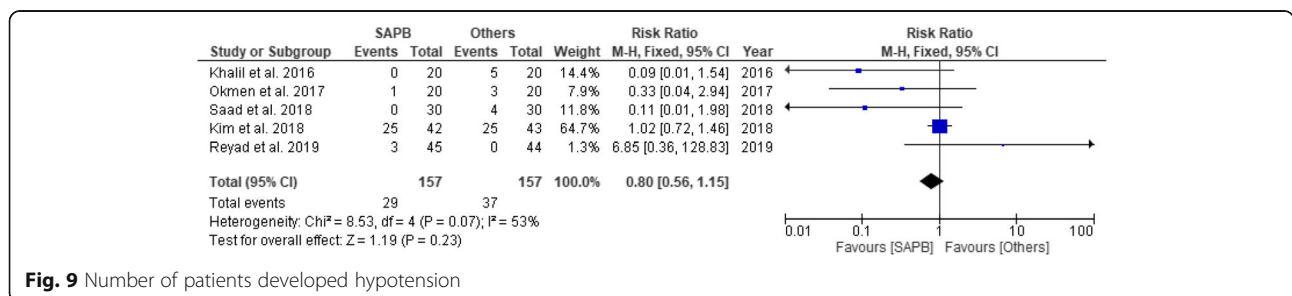 SAPB Others Risk Ratio Risk Ratio
Study or Subgroup Events Total Events Total Weight M-H, Fixed, 95% CI Year M-H, Fixed, 95% CI
Khalil et al. 2016 0 20 5 20 14.4% 0.09 [0.01, 1.54] 2016
Okmen et al. 2017 1 20 3 20 7.9% 0.33 [0.04, 2.94] 2017
Saad et al. 2018 0 30 4 30 11.8% 0.11 [0.01, 1.98] 2018
Kim et al. 2018 25 42 25 43 64.7% 1.02 [0.72, 1.46] 2018
Reyad et al. 2019 3 45 0 44 1.3% 6.85 [0.36, 128.83] 2019
Total (95% CI) 157 157 100.0% 0.80 [0.56, 1.15]
Total events 29 37
Heterogeneity: Chi² = 8.53, df = 4 (P = 0.07); I² = 53%
Test for overall effect: Z = 1.19 (P = 0.23)
0.01 0.1 1 10 100
Favours [SAPB] Favours [Others]
Fig. 9 Number of patients developed hypotension